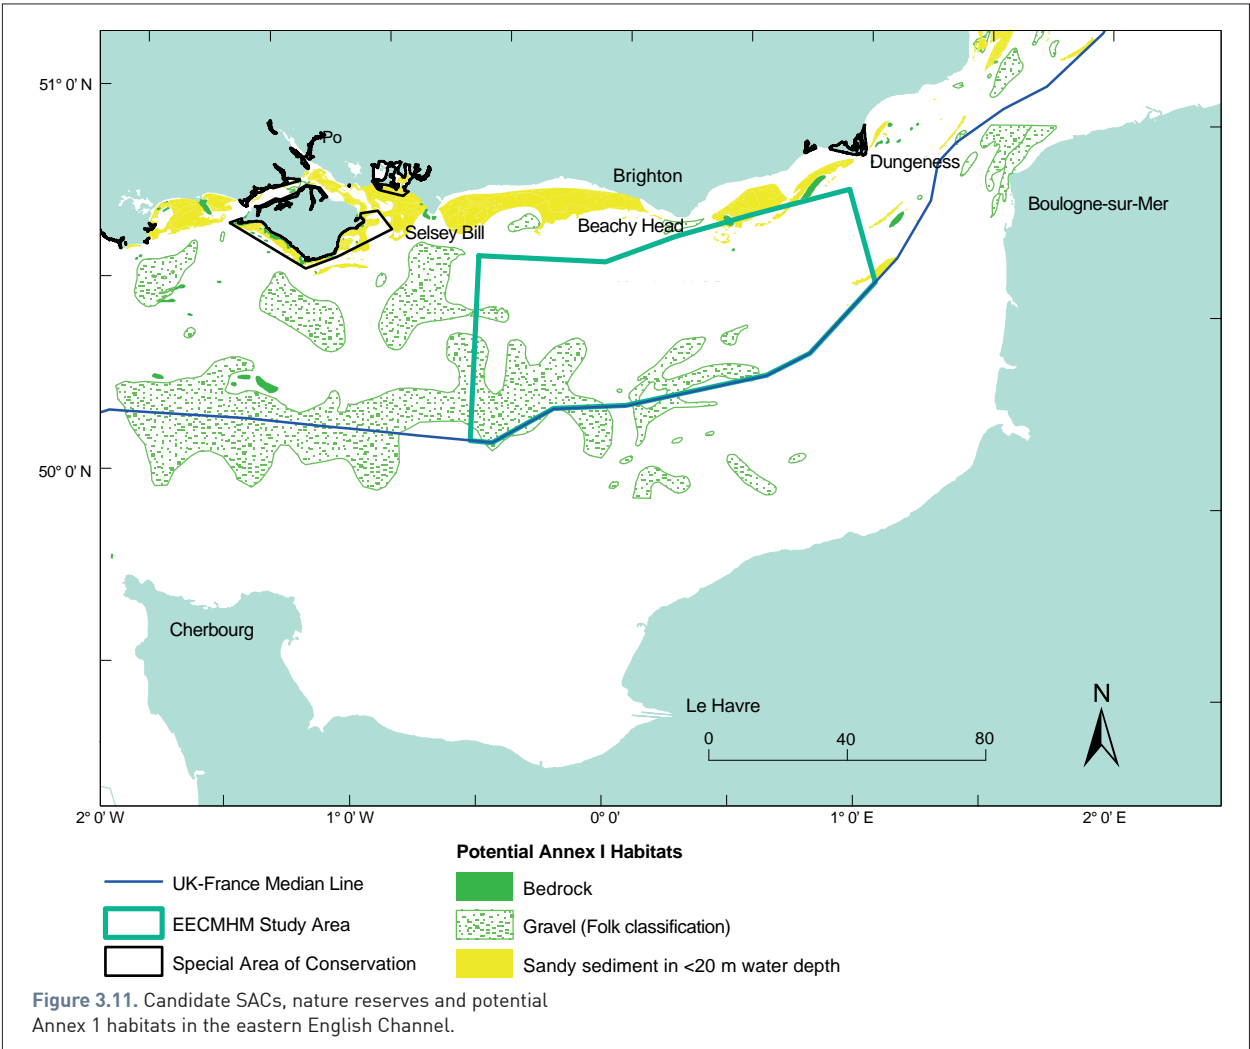 51° 0' N
Po
Brighton
Dungeness
Boulogne-sur-Mer
Beachy Head
Selsey Bill
50° 0' N
Cherbourg
Le Havre
N
0 40 80
2° 0' W 1° 0' W 0° 0' 1° 0' E 2° 0' E
Potential Annex I Habitats
UK-France Median Line
Bedrock
EECMHM Study Area
Gravel (Folk classification)
Special Area of Conservation
Sandy sediment in <20 m water depth
Figure 3.11. Candidate SACs, nature reserves and potential
Annex 1 habitats in the eastern English Channel.